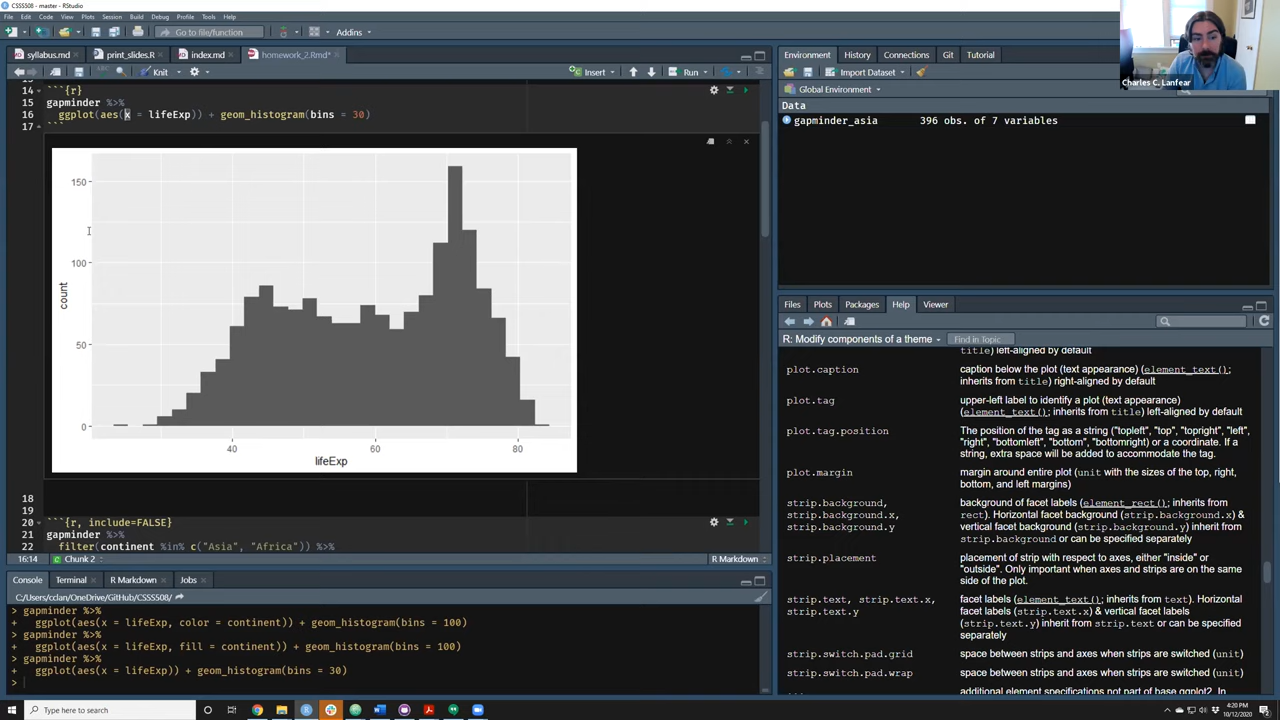 CSSS508 - master - RStudio
File Edit Code View Plots Session Build Debug Profile Tools Help
Go to file/function
Addins
syllabus.md
print_slides.R
index.md
homework_2.Rmd*
Knit
Insert
Run
14 ```{r}
15 gapminder %>%
16 ggplot(aes(x = lifeExp)) + geom_histogram(bins = 30)
17 ```
150
100
50
0
count
40 60 80
lifeExp
18
19
20 ```{r, include=FALSE}
21 gapminder %>%
22 filter(continent %in% c("Asia", "Africa")) %>%
16:14
Chunk 2
R Markdown
Console Terminal R Markdown Jobs
C:/Users/cclan/OneDrive/GitHub/CSSS508/
> gapminder %>%
+ ggplot(aes(x = lifeExp, color = continent)) + geom_histogram(bins = 100)
> gapminder %>%
+ ggplot(aes(x = lifeExp, fill = continent)) + geom_histogram(bins = 100)
> gapminder %>%
+ ggplot(aes(x = lifeExp)) + geom_histogram(bins = 30)
>
Environment History Connections Git Tutorial
Import Dataset
Global Environment
Data
gapminder_asia 396 obs. of 7 variables
Charles C. Lanfear
Files Plots Packages Help Viewer
R: Modify components of a theme
Find in Topic
title) left-aligned by default
plot.caption caption below the plot (text appearance) (element_text();
inherits from title) right-aligned by default
plot.tag upper-left label to identify a plot (text appearance)
(element_text(); inherits from title) left-aligned by default
plot.tag.position The position of the tag as a string ("topleft", "top", "topright", "left",
"right", "bottomleft", "bottom", "bottomright) or a coordinate. If a
string, extra space will be added to accommodate the tag.
plot.margin margin around entire plot (unit with the sizes of the top, right,
bottom, and left margins)
strip.background, background of facet labels (element_rect(); inherits from
strip.background.x, rect). Horizontal facet background (strip.background.x) &
strip.background.y vertical facet background (strip.background.y) inherit from
strip.background or can be specified separately
strip.placement placement of strip with respect to axes, either "inside" or
"outside". Only important when axes and strips are on the same
side of the plot.
strip.text, strip.text.x, facet labels (element_text(); inherits from text). Horizontal
strip.text.y facet labels (strip.text.x) & vertical facet labels
(strip.text.y) inherit from strip.text or can be specified
separately
strip.switch.pad.grid space between strips and axes when strips are switched (unit)
strip.switch.pad.wrap space between strips and axes when strips are switched (unit)
additional element specifications not part of base ggplot2. In
Type here to search
4:20 PM
10/12/2020